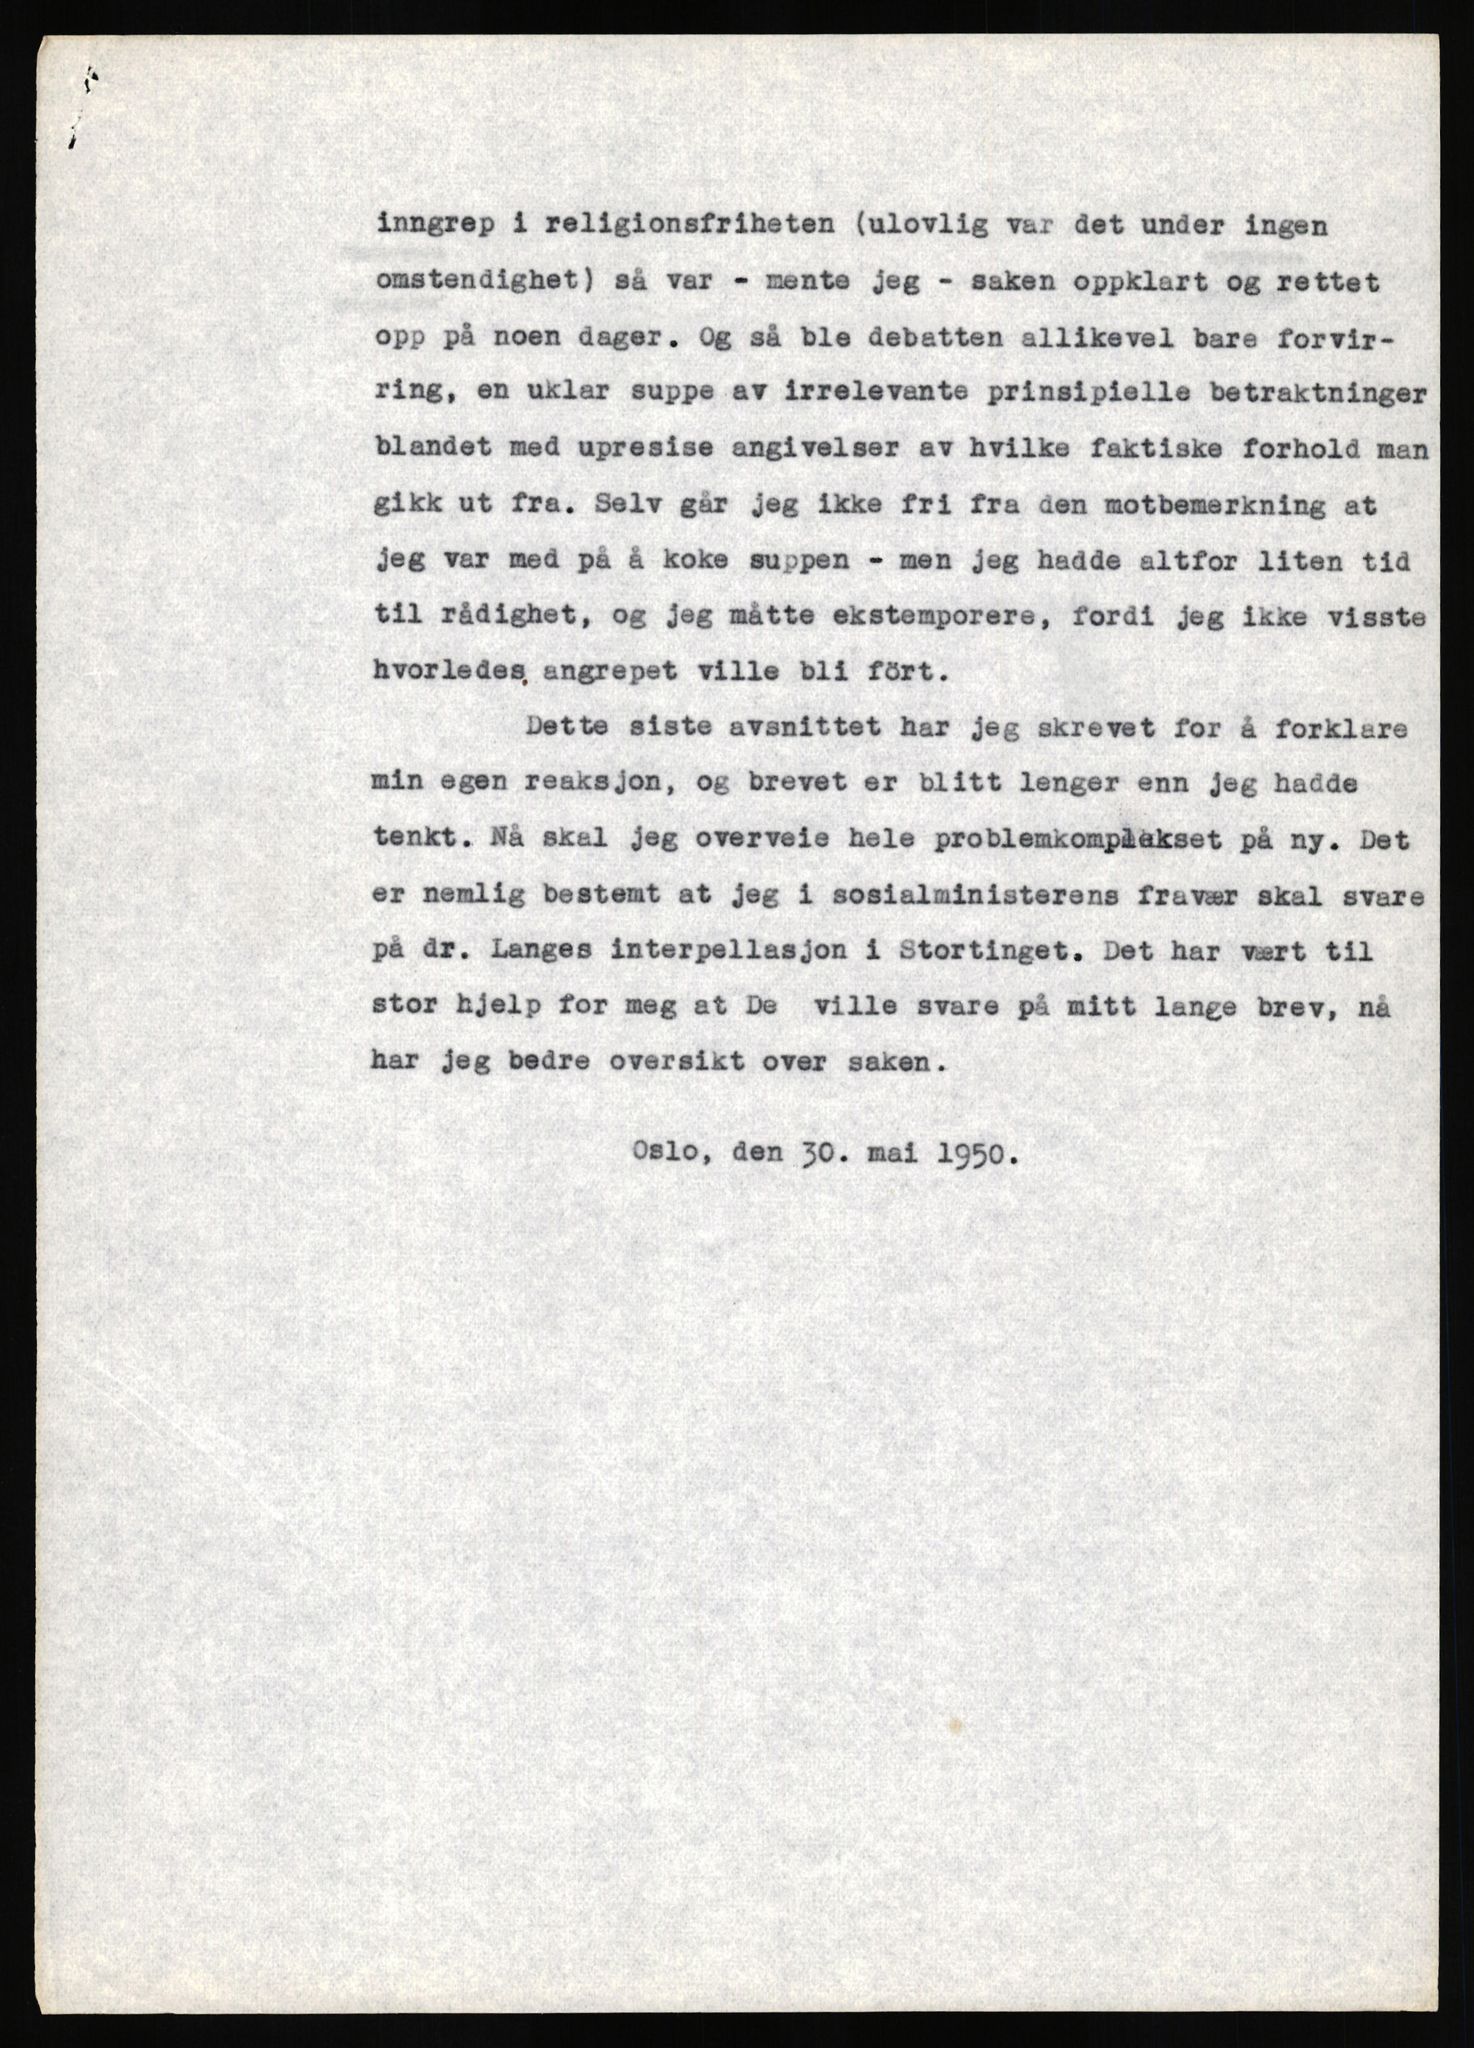 inngrep i religionsfriheten (ulovlig var det under ingen
omstendighet) så var - mente jeg - saken oppklart og rettet
opp på noen dager. Og så ble debatten allikevel bare forvir-
ring, en uklar suppe av irrelevante prinsipielle betraktninger
blandet med upresise angivelser av hvilke faktiske forhold man
gikk ut fra. Selv går jeg ikke fri fra den motbemerkning at
jeg var med på å koke suppen - men jeg hadde altfor liten tid
til rådighet, og jeg måtte ekstemporere, fordi jeg ikke visste
hvorledes angrepet ville bli fört.
Dette siste avsnittet har jeg skrevet for å forklare
min egen reaksjon, og brevet er blitt lenger enn jeg hadde
tenkt. Nå skal jeg overveie hele problemkomplekset på ny. Det
er nemlig bestemt at jeg i sosialministerens fravær skal svare
på dr. Langes interpellasjon i Stortinget. Det har vært til
stor hjelp for meg at De ville svare på mitt lange brev, nå
har jeg bedre oversikt over saken.
Oslo, den 30. mai 1950.